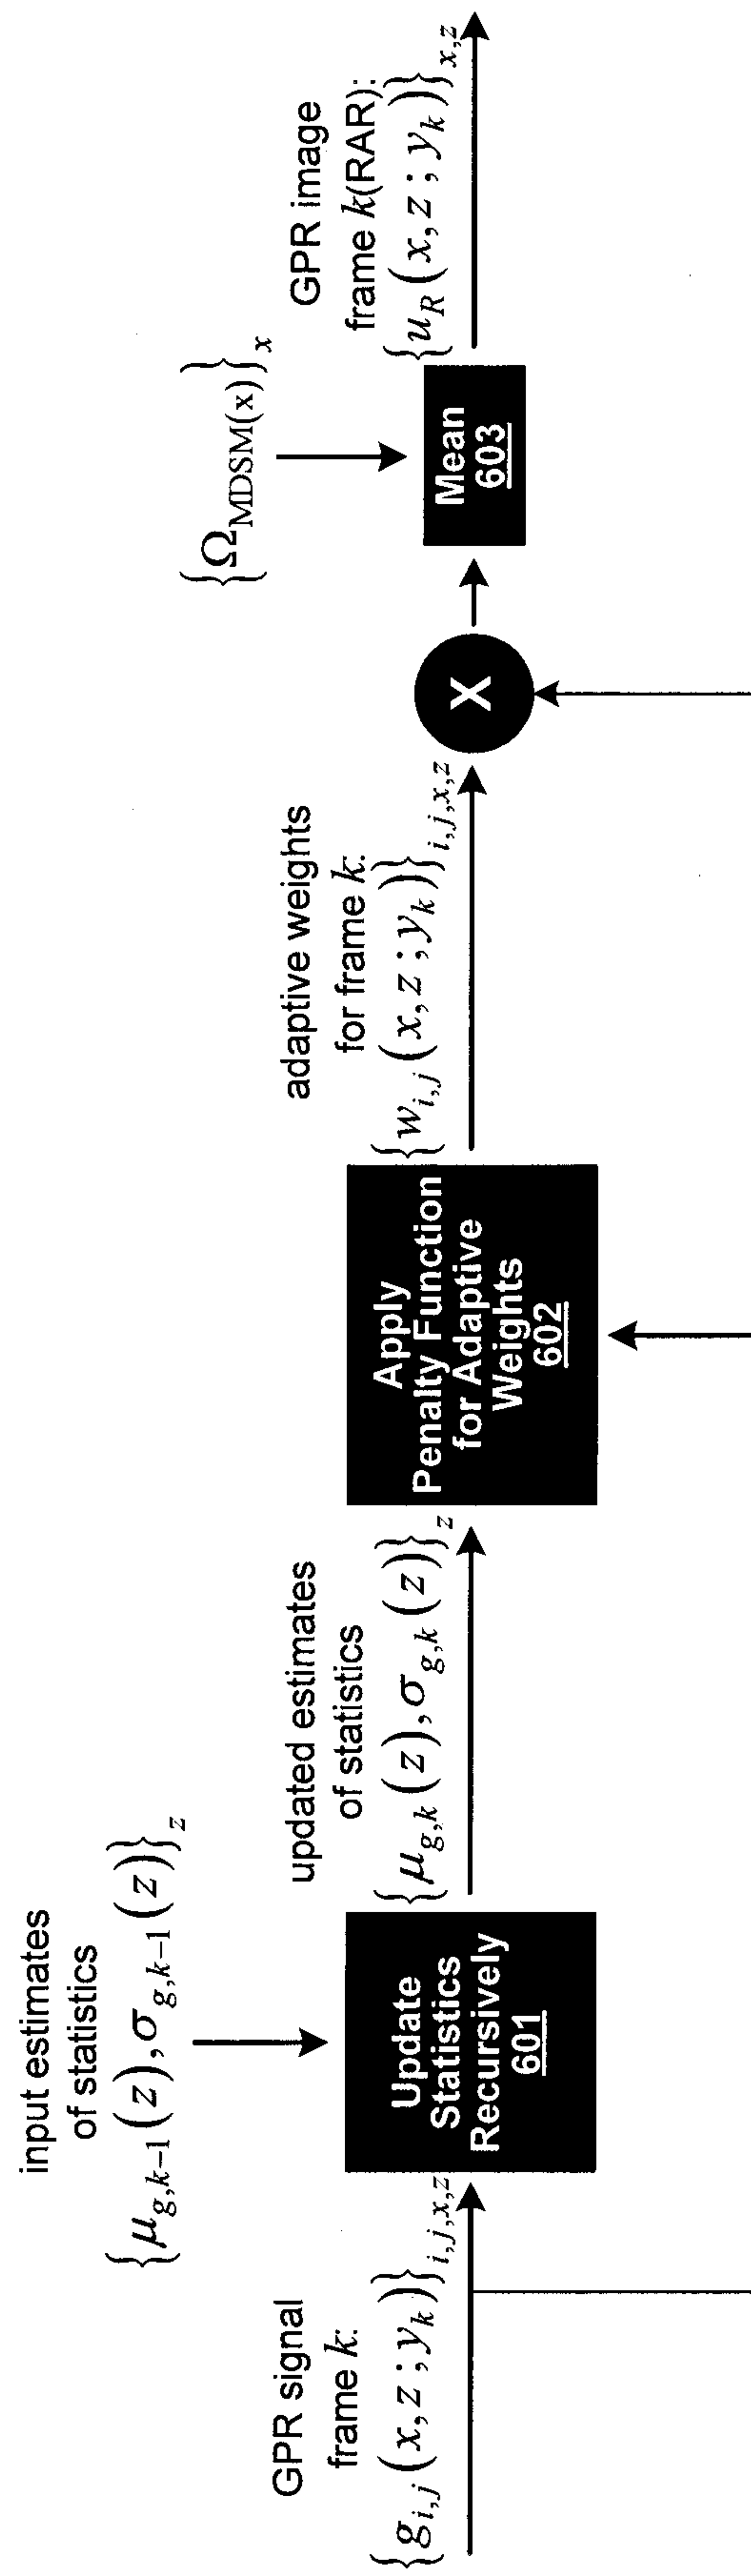 input estimates
of statistics
{μ_{g,k−1}(z), σ_{g,k−1}(z)}_z
GPR signal
frame k:
{g_{i,j}(x, z; y_k)}_{i,j,x,z}
Update
Statistics
Recursively
601
updated estimates
of statistics
{μ_{g,k}(z), σ_{g,k}(z)}_z
Apply
Penalty Function
for Adaptive
Weights
602
adaptive weights
for frame k:
{w_{i,j}(x, z; y_k)}_{i,j,x,z}
X
{Ω_{MDSM(x)}}_x
Mean
603
GPR image
frame k(RAR):
{u_R(x, z; y_k)}_{x,z}